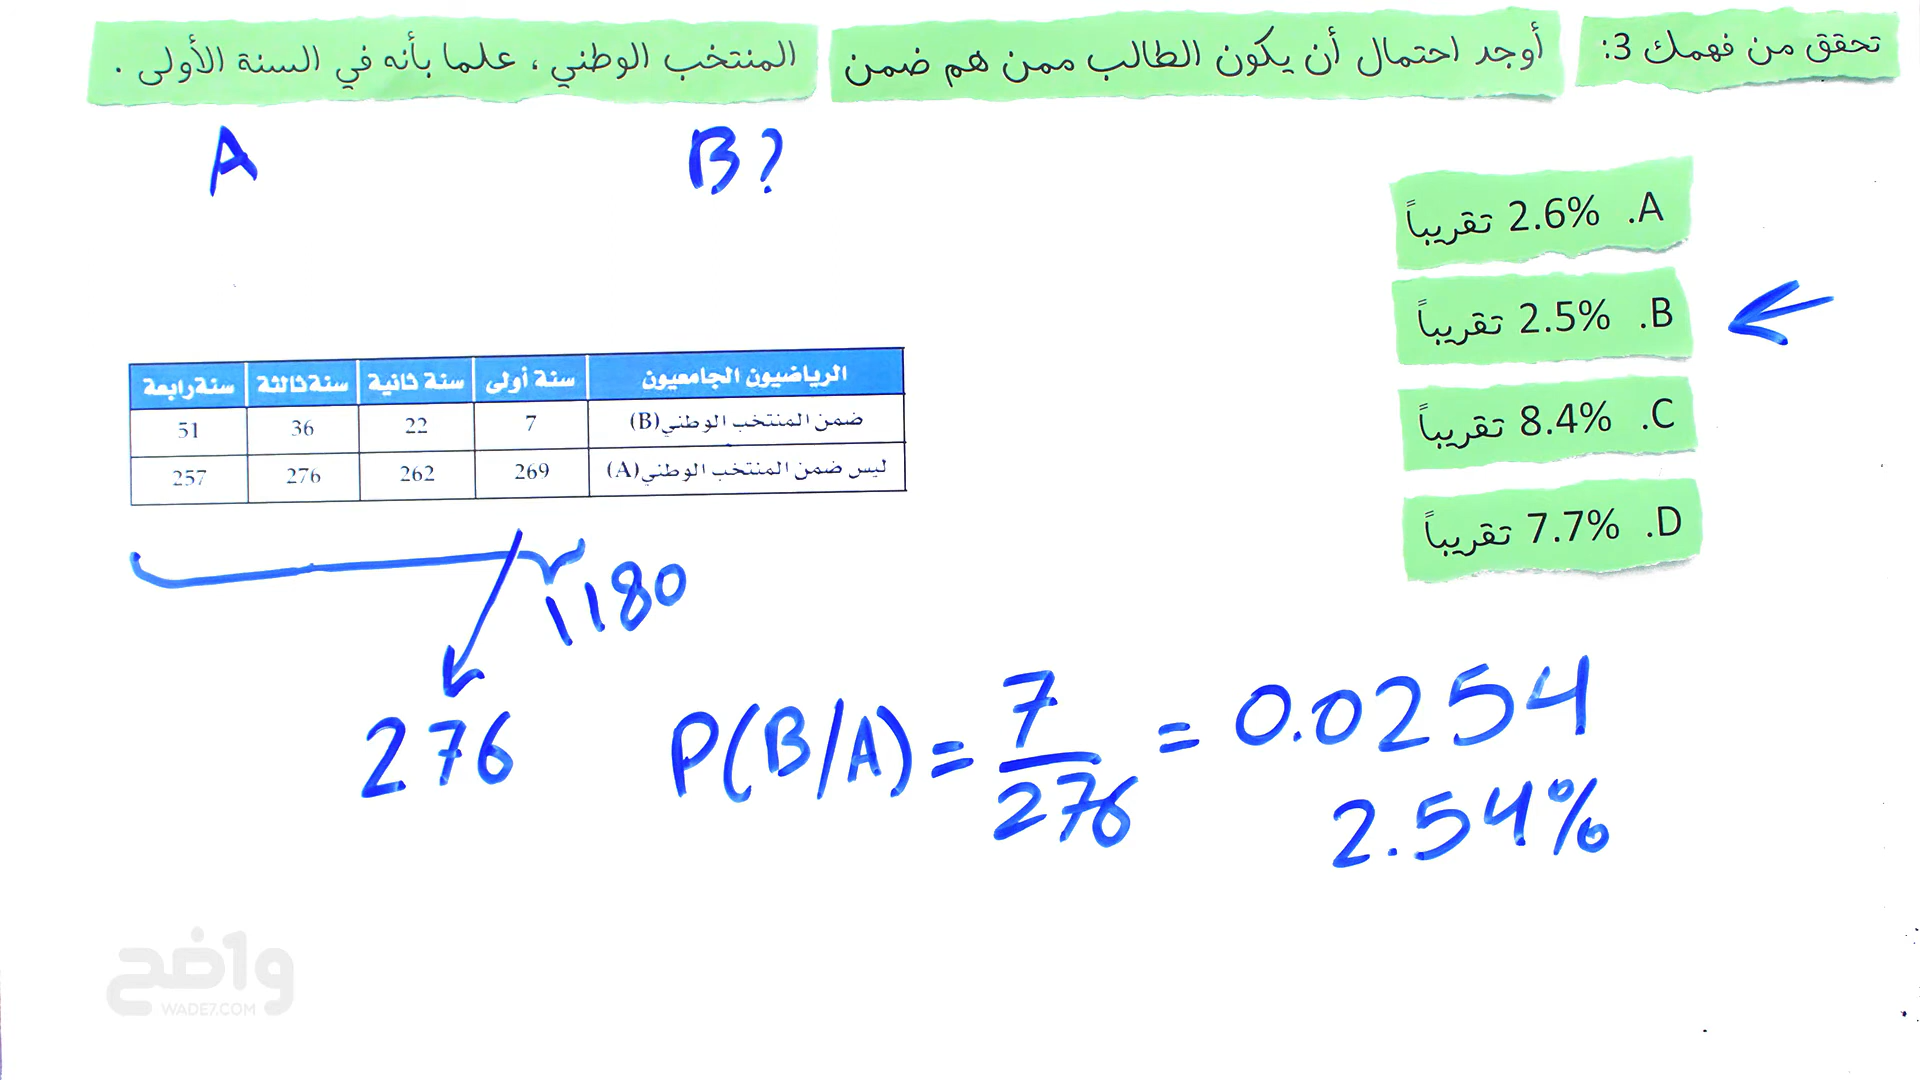 تحقق من فهمك 3: أوجد احتمال أن يكون الطالب ممن هم ضمن المنتخب الوطني ، علما بأنه في السنة الأولى .
A B?
A. 2.6% تقريباً
B. 2.5% تقريباً
C. 8.4% تقريباً
D. 7.7% تقريباً
الرياضيون الجامعيون سنة أولى سنة ثانية سنة ثالثة سنة رابعة
ضمن المنتخب الوطني(B) 7 22 36 51
ليس ضمن المنتخب الوطني(A) 269 262 276 257
1180
276
P(B/A) = 7/276 = 0.0254
2.54%
واضح
WADE7.COM